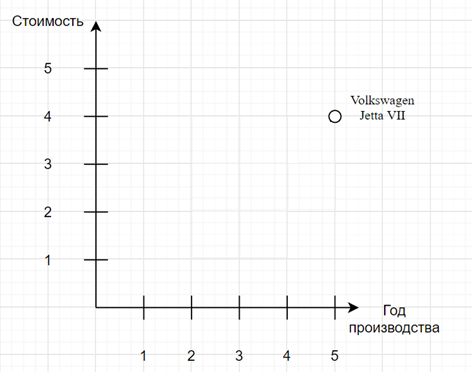 Стоимость
5
4
3
2
1
Volkswagen
Jetta VII
1 2 3 4 5
Год
производства